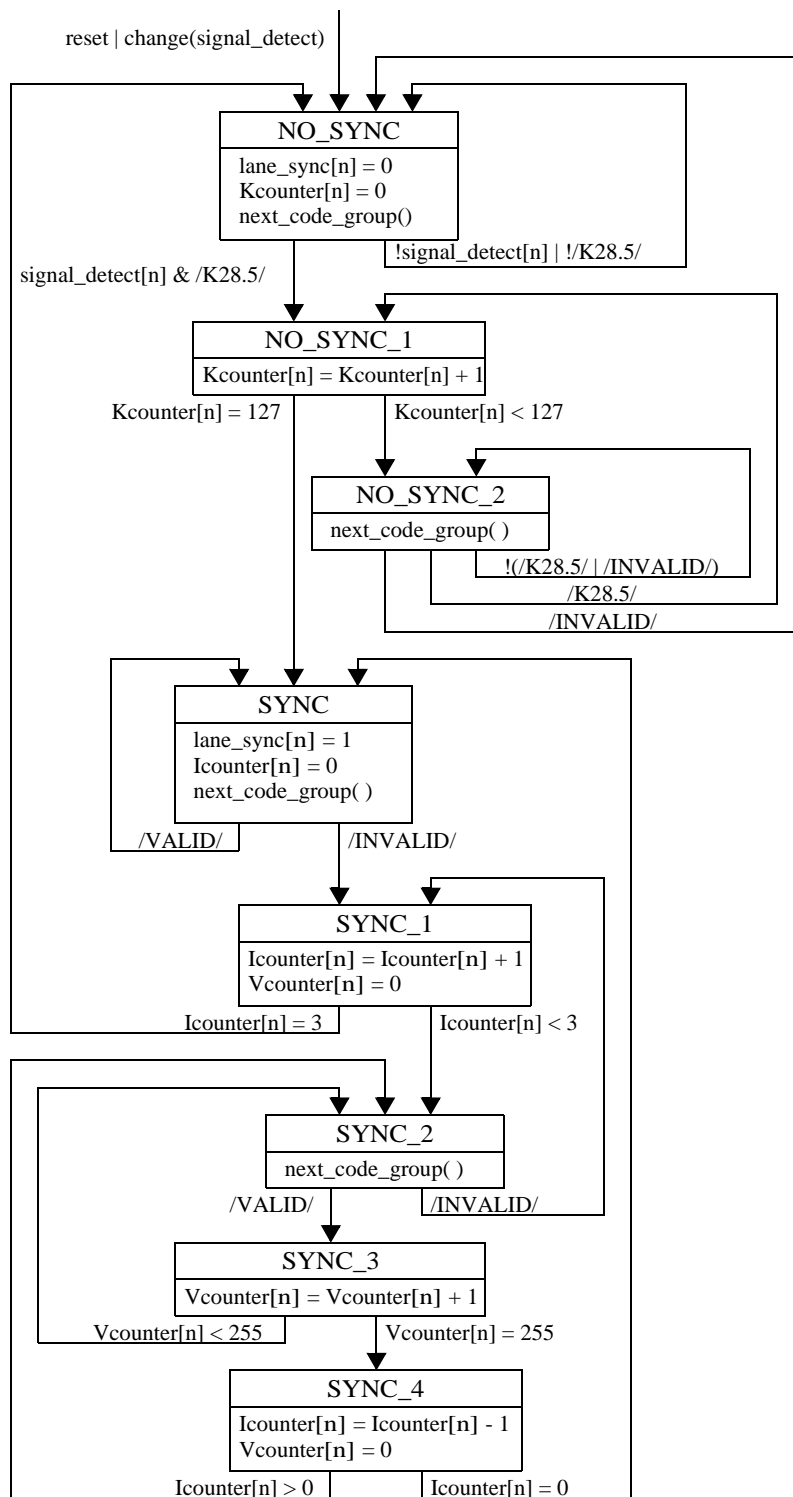 reset | change(signal_detect)
NO_SYNC
lane_sync[n] = 0
Kcounter[n] = 0
next_code_group()
!signal_detect[n] | !/K28.5/
signal_detect[n] & /K28.5/
NO_SYNC_1
Kcounter[n] = Kcounter[n] + 1
Kcounter[n] = 127
Kcounter[n] < 127
NO_SYNC_2
next_code_group( )
!(/K28.5/ | /INVALID/)
/K28.5/
/INVALID/
SYNC
lane_sync[n] = 1
Icounter[n] = 0
next_code_group( )
/VALID/
/INVALID/
SYNC_1
Icounter[n] = Icounter[n] + 1
Vcounter[n] = 0
Icounter[n] = 3
Icounter[n] < 3
SYNC_2
next_code_group( )
/VALID/
/INVALID/
SYNC_3
Vcounter[n] = Vcounter[n] + 1
Vcounter[n] < 255
Vcounter[n] = 255
SYNC_4
Icounter[n] = Icounter[n] - 1
Vcounter[n] = 0
Icounter[n] > 0
Icounter[n] = 0